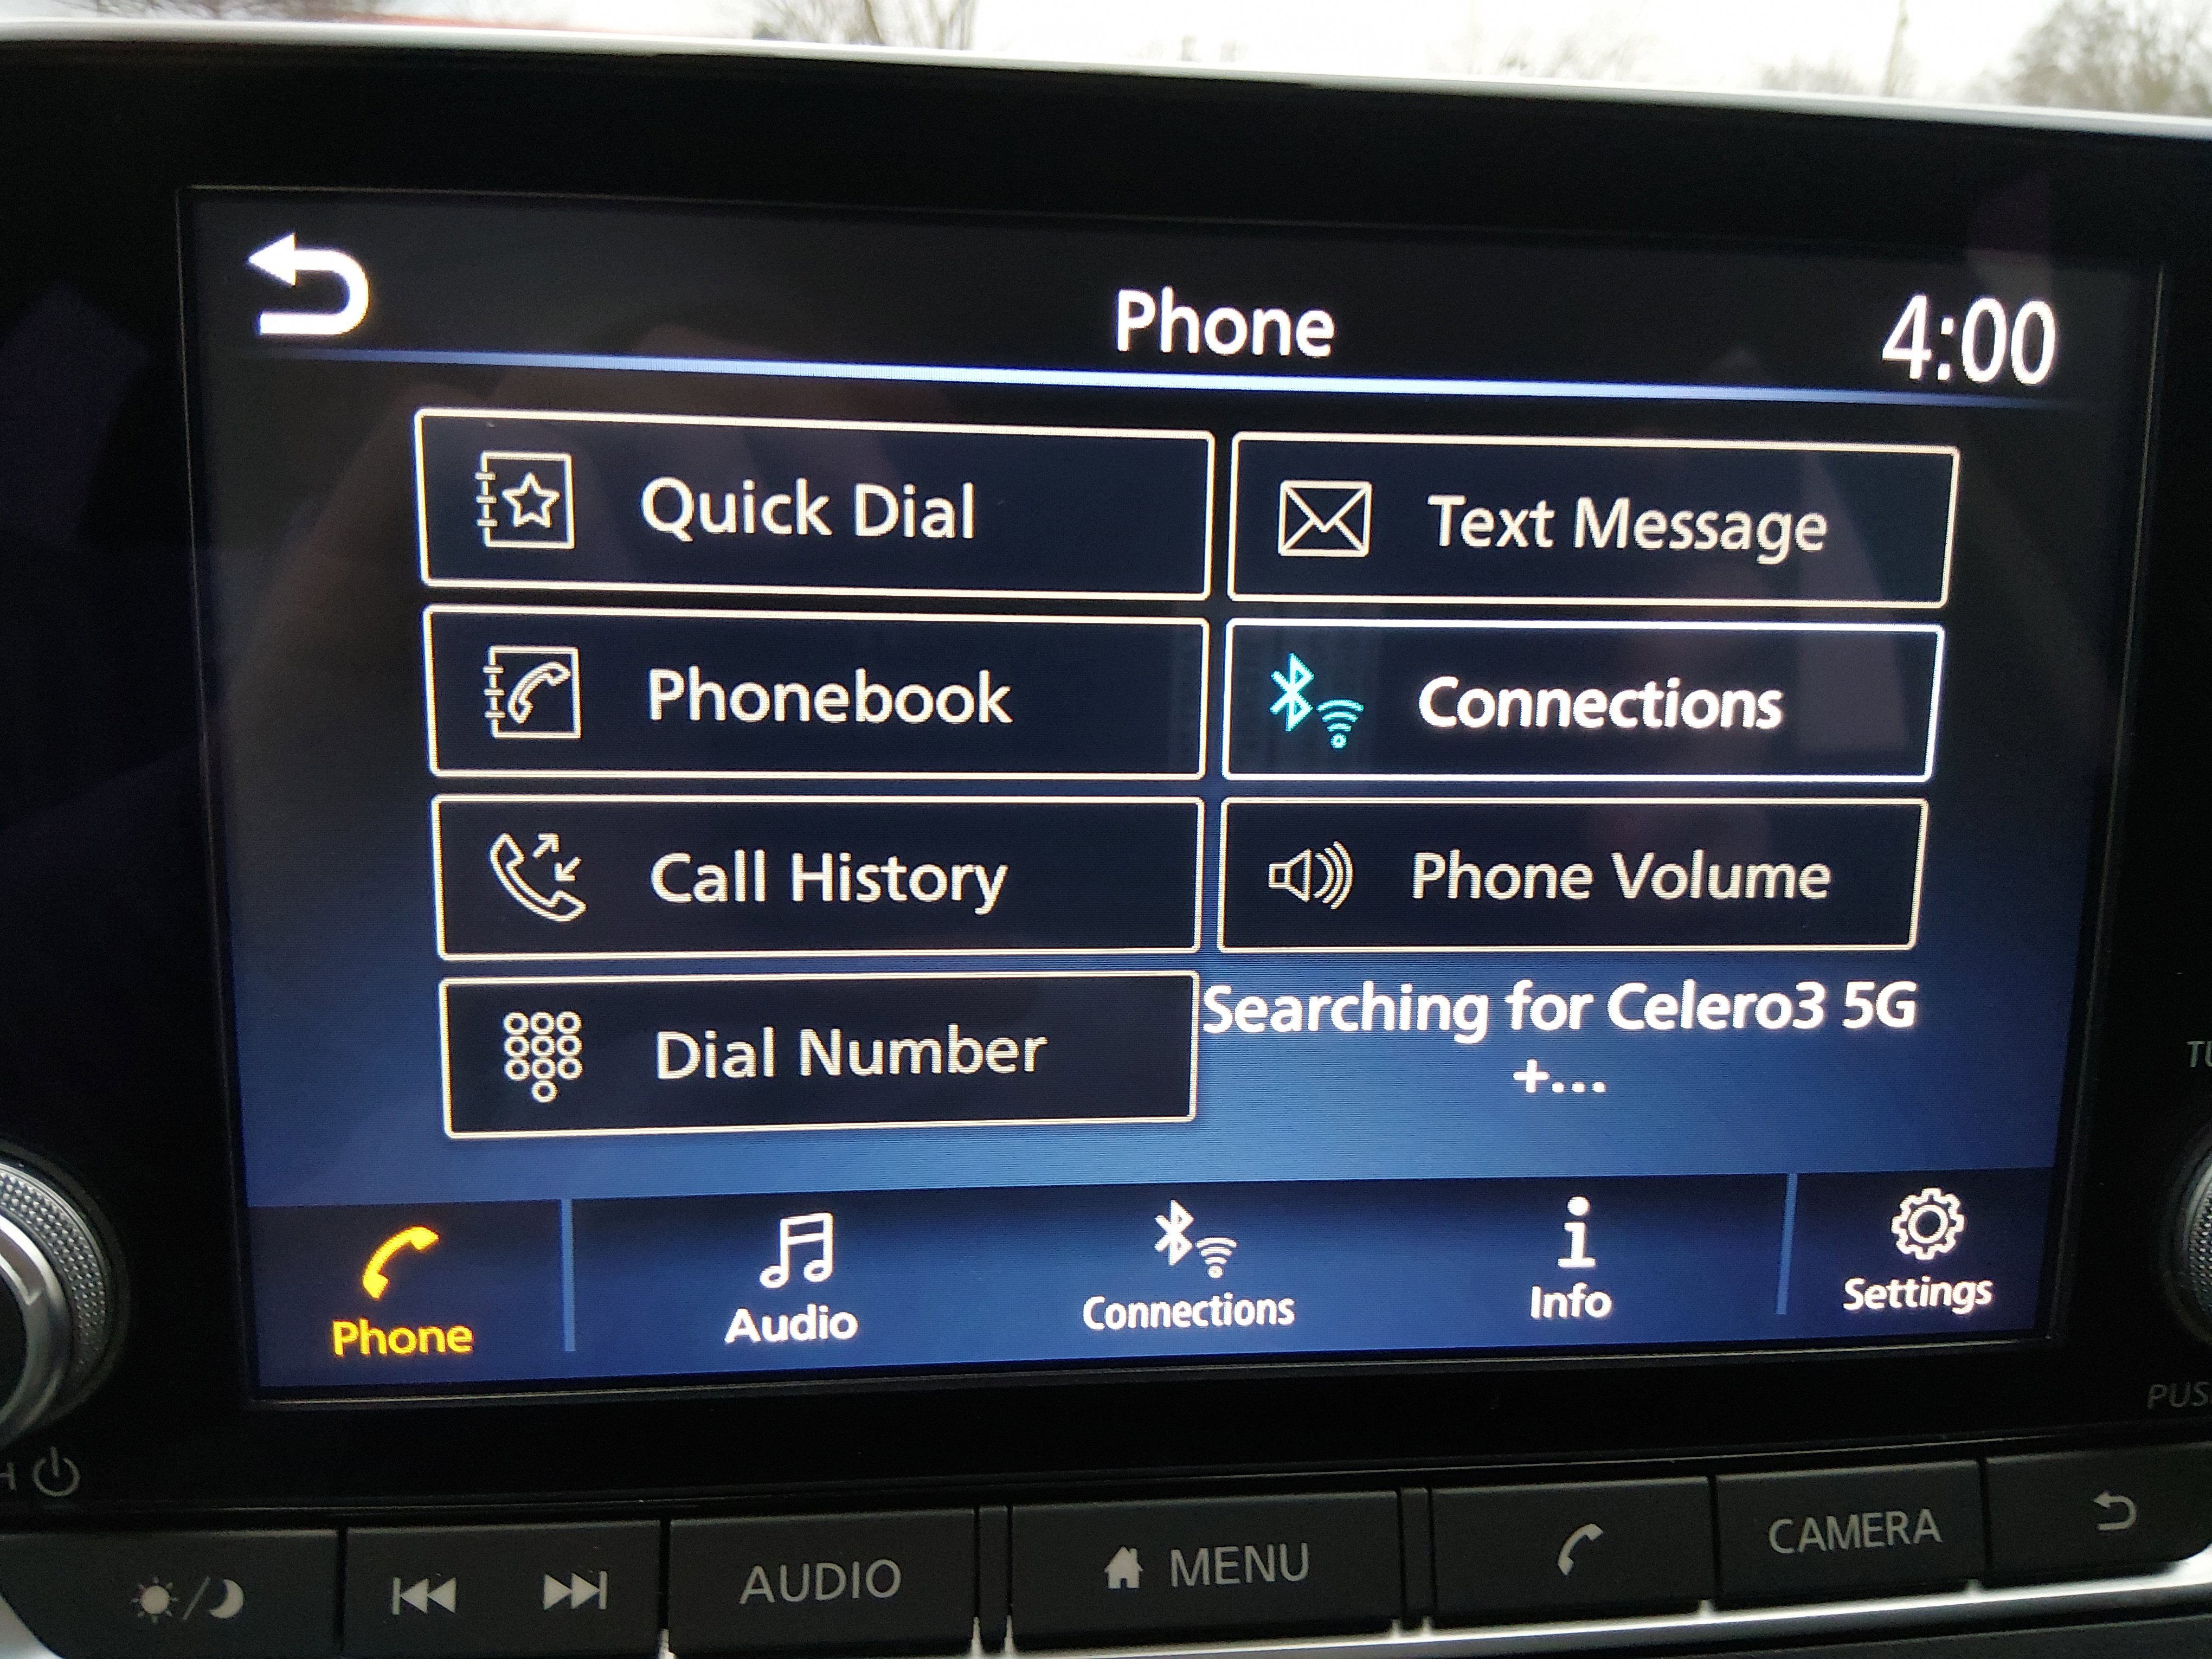 Phone
4:00
Quick Dial
Text Message
Phonebook
Connections
Call History
Phone Volume
Dial Number
Searching for Celero3 5G
+...
Phone
Audio
Connections
Info
Settings
AUDIO
MENU
CAMERA